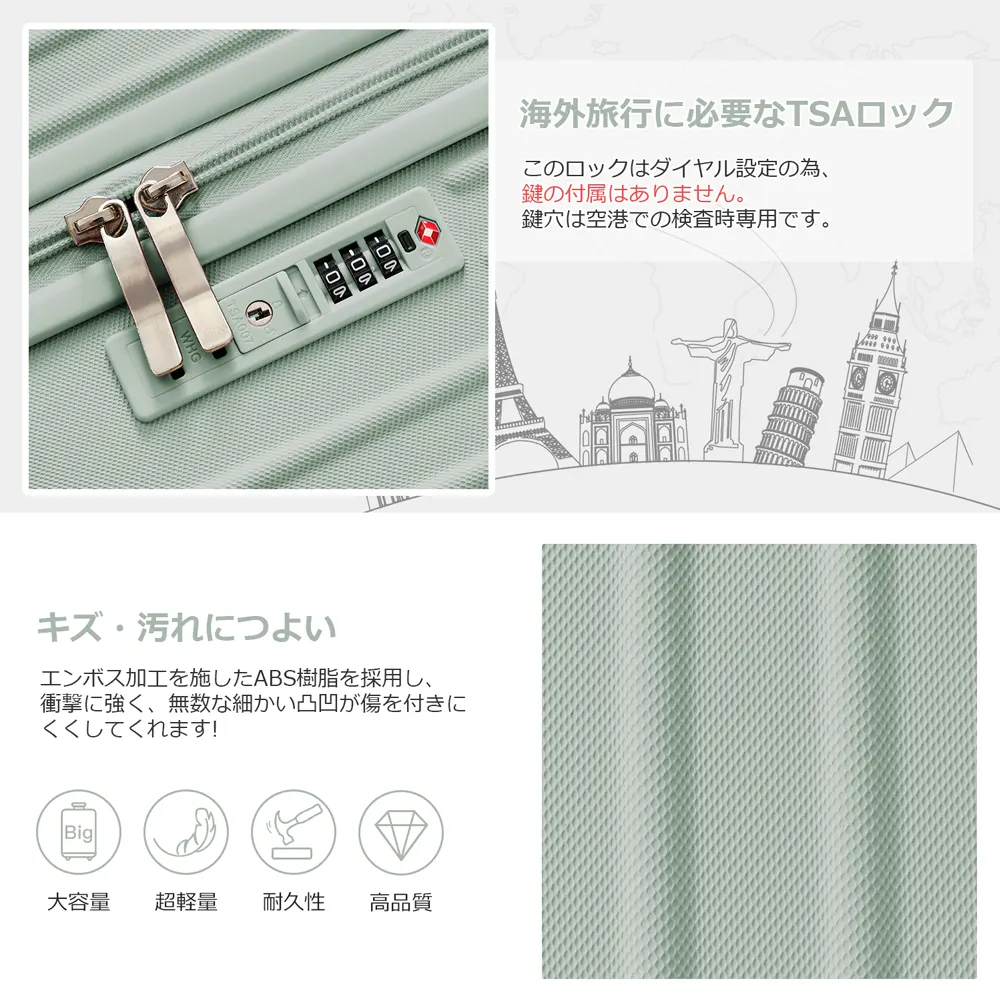 海外旅行に必要なTSAロック
このロックはダイヤル設定の為、
鍵の付属はありません。
鍵穴は空港での検査時専用です。
キズ・汚れにつよい
エンボス加工を施したABS樹脂を採用し、
衝撃に強く、無数な細かい凸凹が傷を付きに
くくしてくれます!
Big
大容量
超軽量
耐久性
高品質